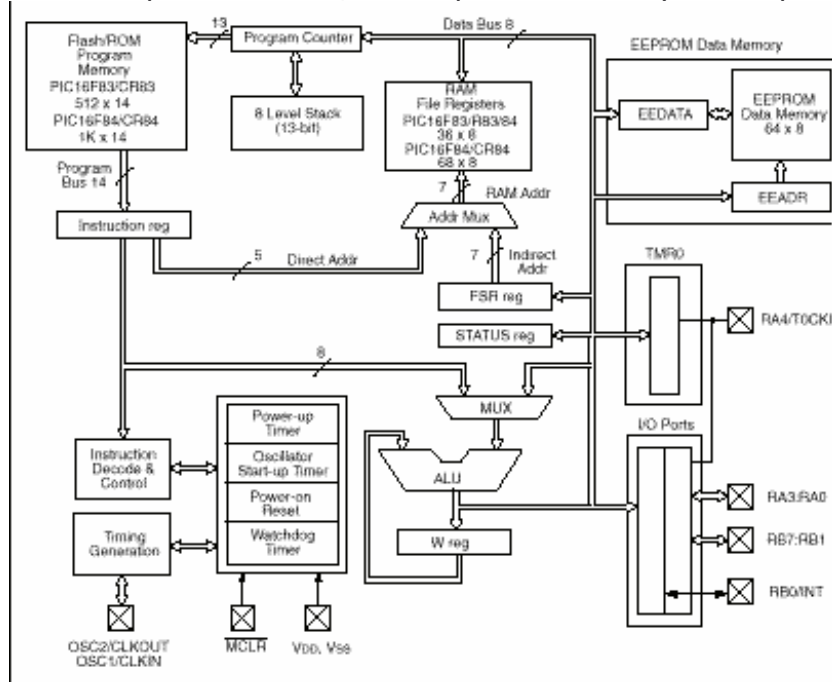 13
Data Bus 8
Flash/ROM
Program
Memory
PIC16F83/CR83
512 x 14
PIC16F84/CR84
1K x 14
Program Counter
8 Level Stack
(13-bit)
RAM
File Registers
PIC16F83/R83/84
36 x 8
PIC16F84/CR84
68 x 8
EEPROM Data Memory
EEDATA
EEPROM
Data Memory
64 x 8
EEADR
Program
Bus 14
7
RAM Addr
Addr Mux
Instruction reg
5
Direct Addr
7
Indirect
Addr
FSR reg
STATUS reg
TMR0
RA4/T0CKI
8
MUX
I/O Ports
Power-up
Timer
Instruction
Decode &
Control
Oscillator
Start-up Timer
ALU
Power-on
Reset
RA3:RA0
Timing
Generation
Watchdog
Timer
W reg
RB7:RB1
RB0/INT
OSC2/CLKOUT
OSC1/CLKIN
MCLR
VDD, VSS